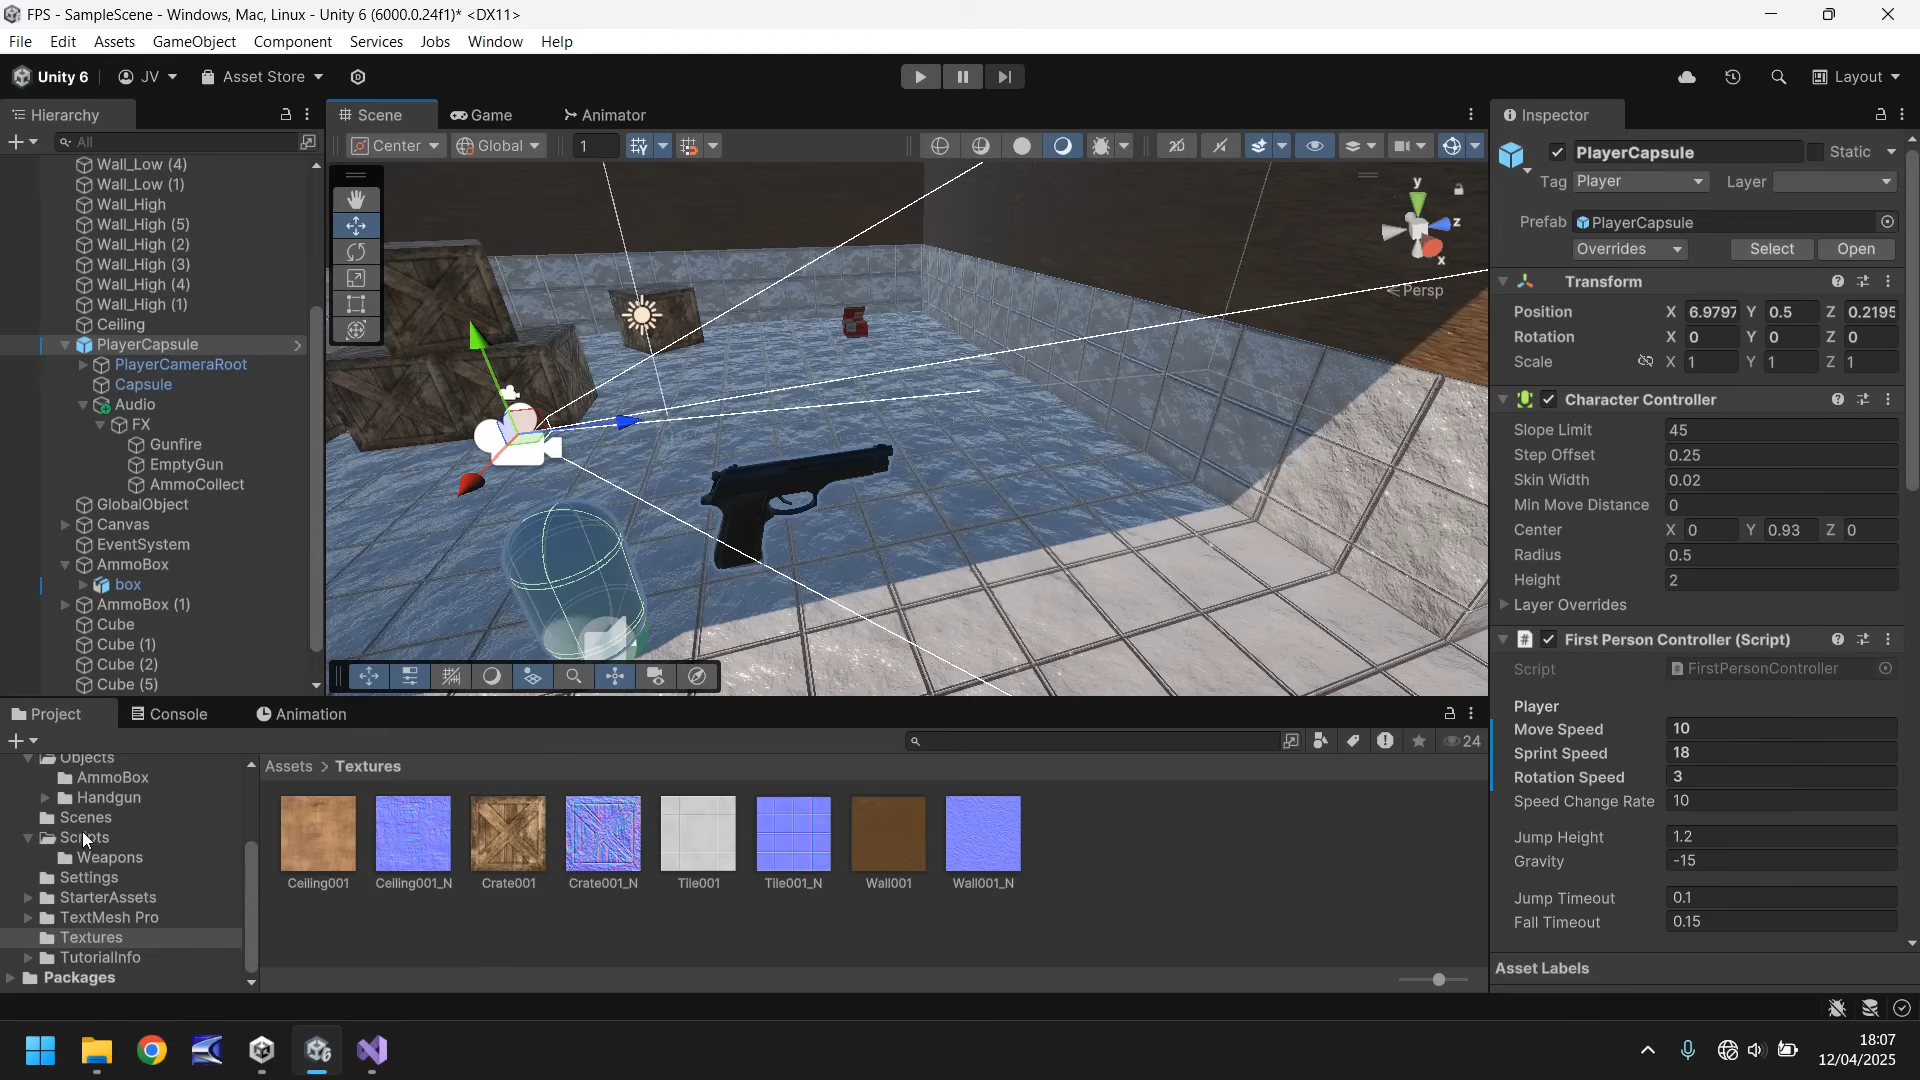 FPS - SampleScene - Windows, Mac, Linux - Unity 6 (6000.0.24f1)* <DX11>
File Edit Assets GameObject Component Services Jobs Window Help
Unity 6 JV Asset Store Layout
Hierarchy
All
Wall_Low (4)
Wall_Low (1)
Wall_High
Wall_High (5)
Wall_High (2)
Wall_High (3)
Wall_High (4)
Wall_High (1)
Ceiling
PlayerCapsule
PlayerCameraRoot
Capsule
Audio
FX
Gunfire
EmptyGun
AmmoCollect
GlobalObject
Canvas
EventSystem
AmmoBox
box
AmmoBox (1)
Cube
Cube (1)
Cube (2)
Cube (5)
Scene Game Animator
Center Global 1 2D
y
z
x
Persp
Inspector
PlayerCapsule Static
Tag Player Layer
Prefab PlayerCapsule
Overrides Select Open
Transform
Position X 6.9797 Y 0.5 Z 0.2195
Rotation X 0 Y 0 Z 0
Scale X 1 Y 1 Z 1
Character Controller
Slope Limit 45
Step Offset 0.25
Skin Width 0.02
Min Move Distance 0
Center X 0 Y 0.93 Z 0
Radius 0.5
Height 2
Layer Overrides
First Person Controller (Script)
Script FirstPersonController
Player
Move Speed 10
Sprint Speed 18
Rotation Speed 3
Speed Change Rate 10
Jump Height 1.2
Gravity -15
Jump Timeout 0.1
Fall Timeout 0.15
Asset Labels
Project Console Animation
24
Objects
AmmoBox
Handgun
Scenes
Scripts
Weapons
Settings
StarterAssets
TextMesh Pro
Textures
TutorialInfo
Packages
Assets > Textures
Ceiling001 Ceiling001_N Crate001 Crate001_N Tile001 Tile001_N Wall001 Wall001_N
18:07
12/04/2025